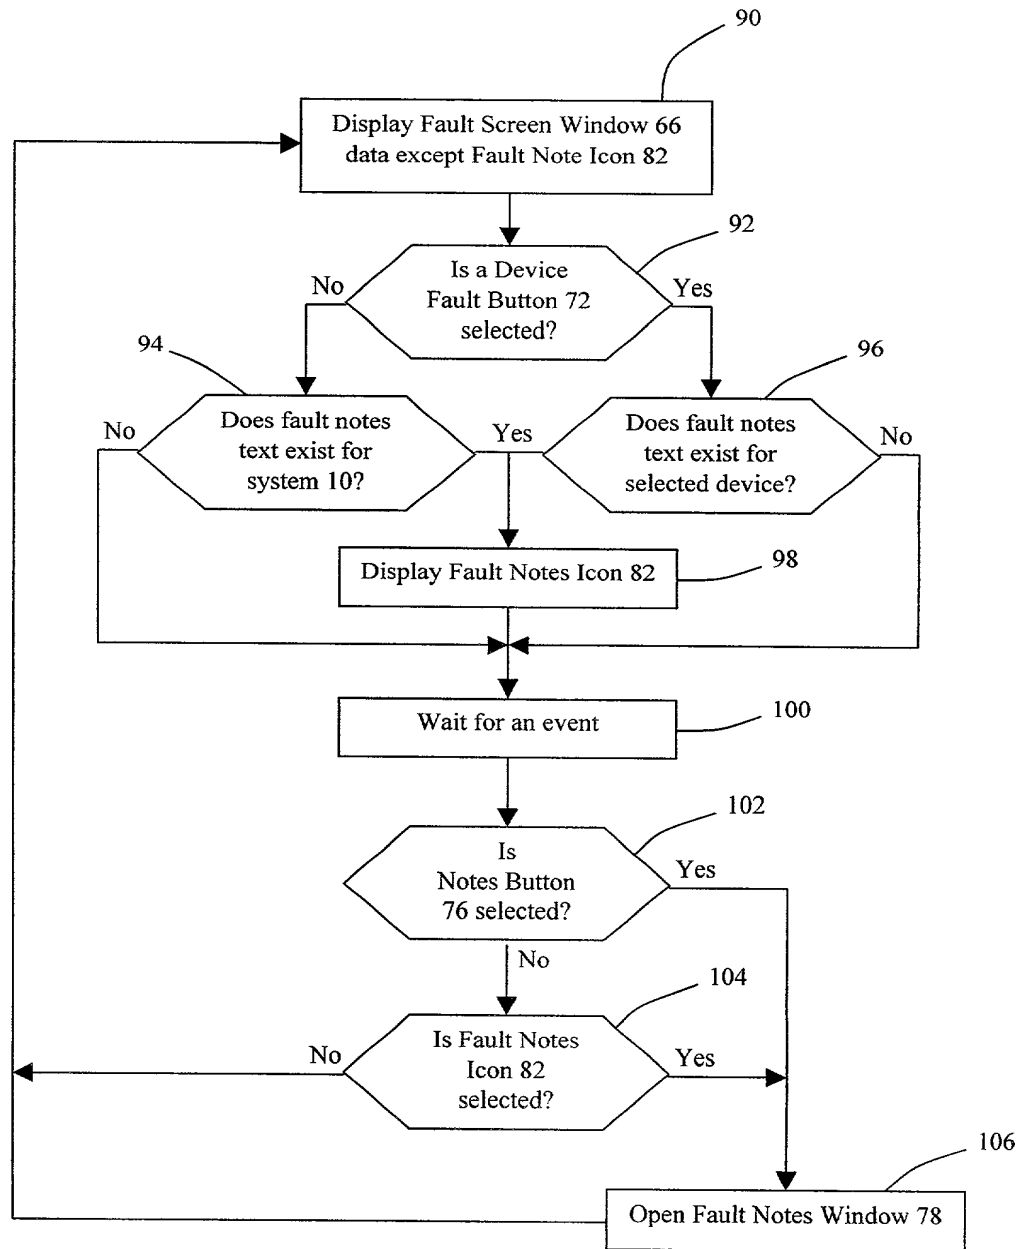 90
Display Fault Screen Window 66
data except Fault Note Icon 82
92
Is a Device
Fault Button 72
selected?
No
Yes
94
96
Does fault notes
text exist for
system 10?
No
Yes
Does fault notes
text exist for
selected device?
No
Display Fault Notes Icon 82
98
Wait for an event
100
102
Is
Notes Button
76 selected?
Yes
No
104
Is Fault Notes
Icon 82
selected?
No
Yes
106
Open Fault Notes Window 78